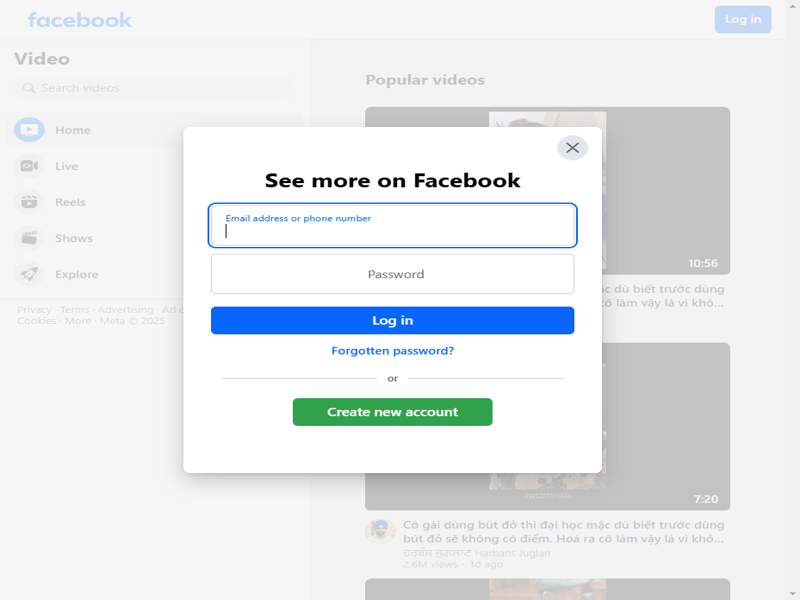 facebook
Log in
Video
Search videos
Home
Live
Reels
Shows
Explore
Privacy · Terms · Advertising · Ad c
Cookies · More · Meta © 2025
Popular videos
10:56
ặc dù biết trước dùng
cô làm vậy là vì khô...
See more on Facebook
Email address or phone number
Password
Log in
Forgotten password?
or
Create new account
7:20
Cô gái dùng bút đỏ thi đại học mặc dù biết trước dùng
bút đỏ sẽ không có điểm. Hoá ra cô làm vậy là vì khô...
ਹਰਬੰਸ ਜੁਗਲਾਣ Harbans Juglan
2.6M views · 1d ago